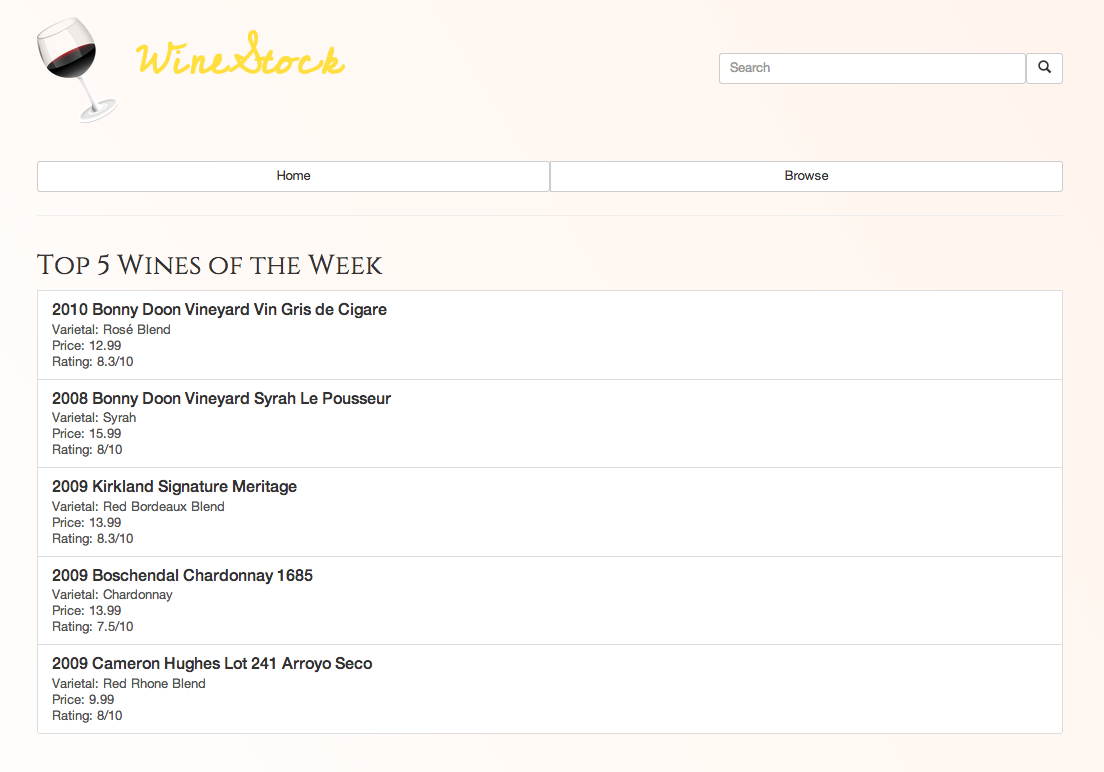 WineStock
Search
Home
Browse
Top 5 Wines of the Week
2010 Bonny Doon Vineyard Vin Gris de Cigare
Varietal: Rosé Blend
Price: 12.99
Rating: 8.3/10
2008 Bonny Doon Vineyard Syrah Le Pousseur
Varietal: Syrah
Price: 15.99
Rating: 8/10
2009 Kirkland Signature Meritage
Varietal: Red Bordeaux Blend
Price: 13.99
Rating: 8.3/10
2009 Boschendal Chardonnay 1685
Varietal: Chardonnay
Price: 13.99
Rating: 7.5/10
2009 Cameron Hughes Lot 241 Arroyo Seco
Varietal: Red Rhone Blend
Price: 9.99
Rating: 8/10